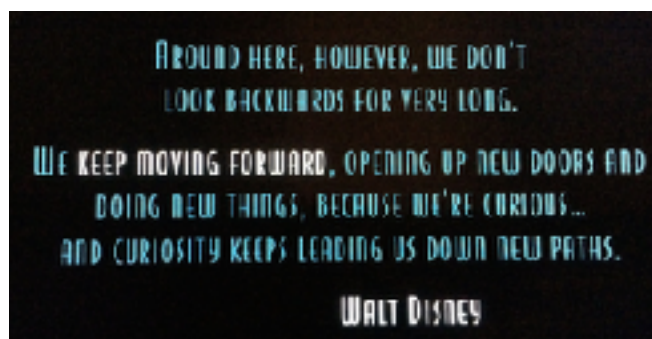 Around here, however, we don't
look backwards for very long.
We keep moving forward, opening up new doors and
doing new things, because we're curious...
and curiosity keeps leading us down new paths.
Walt Disney